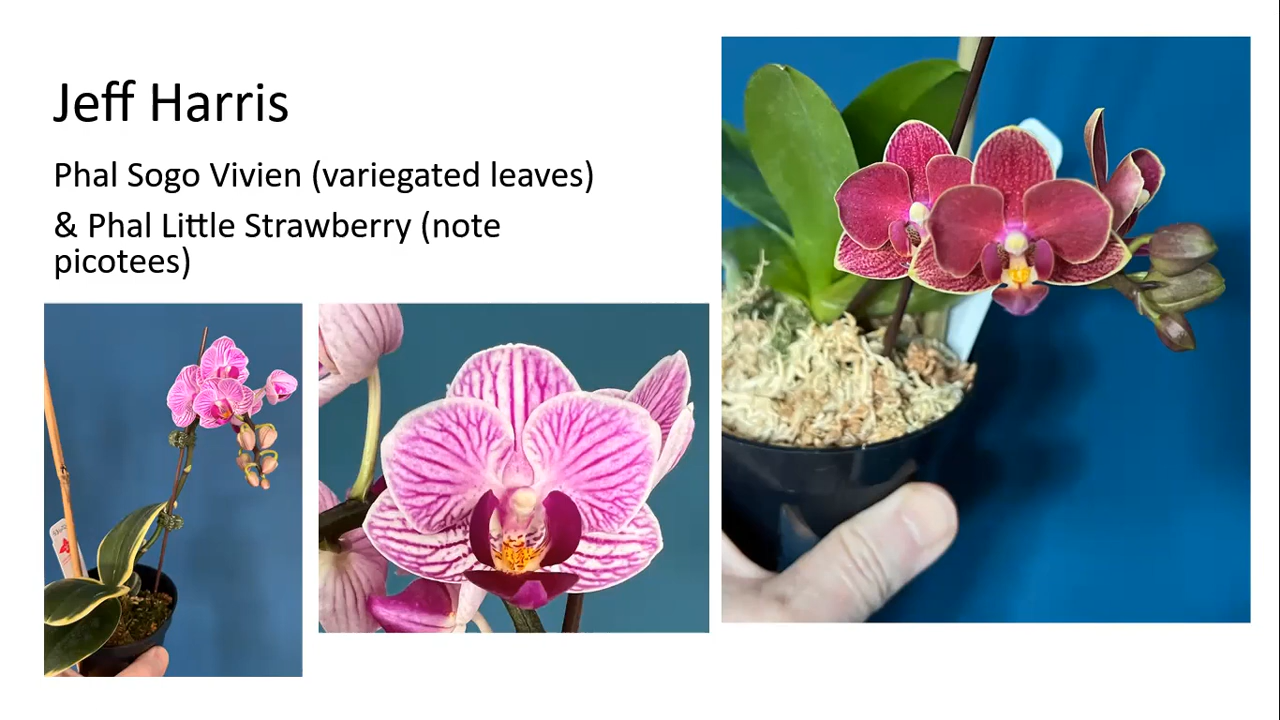 Jeff Harris
Phal Sogo Vivien (variegated leaves)
& Phal Little Strawberry (note
picotees)